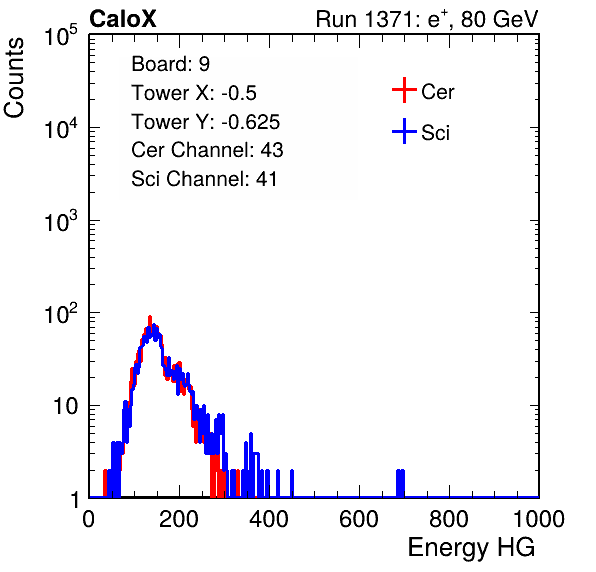 CaloX Run 1371: e⁺, 80 GeV
Counts
10⁵
10⁴
10³
10²
10
1
Board: 9
Tower X: -0.5
Tower Y: -0.625
Cer Channel: 43
Sci Channel: 41
Cer
Sci
0 200 400 600 800 1000
Energy HG